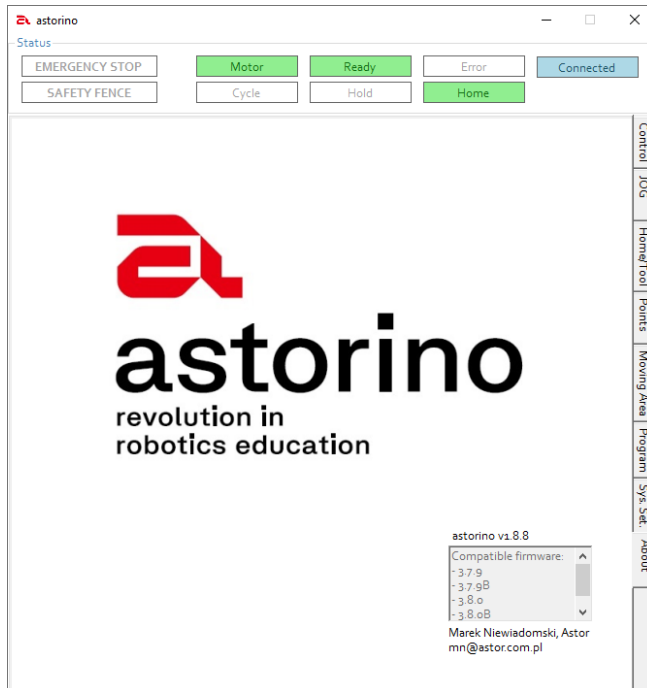 astorino
Status
EMERGENCY STOP
Motor
Ready
Error
Connected
SAFETY FENCE
Cycle
Hold
Home
Control
JOG
Home/Tool
Points
Moving Area
Program
Sys. Set.
About
astorino
revolution in
robotics education
astorino v1.8.8
Compatible firmware:
- 3.7.9
- 3.7.9B
- 3.8.0
- 3.8.0B
Marek Niewiadomski, Astor
mn@astor.com.pl